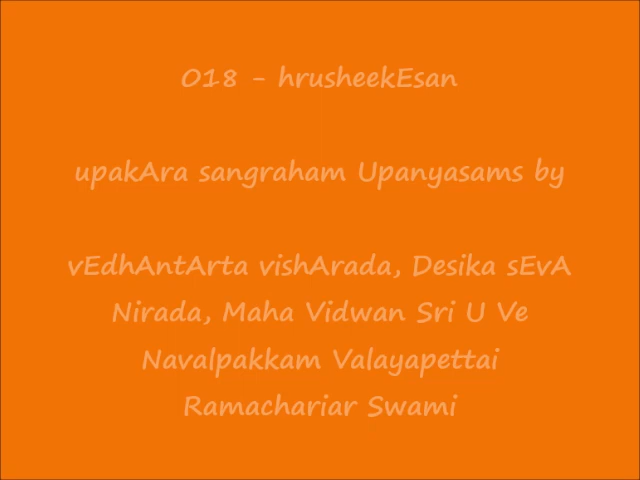 018 - hrusheekEsan
upakAra sangraham Upanyasams by
vEdhAntArta vishArada, Desika sEvA
Nirada, Maha Vidwan Sri U Ve
Navalpakkam Valayapettai
Ramachariar Swami